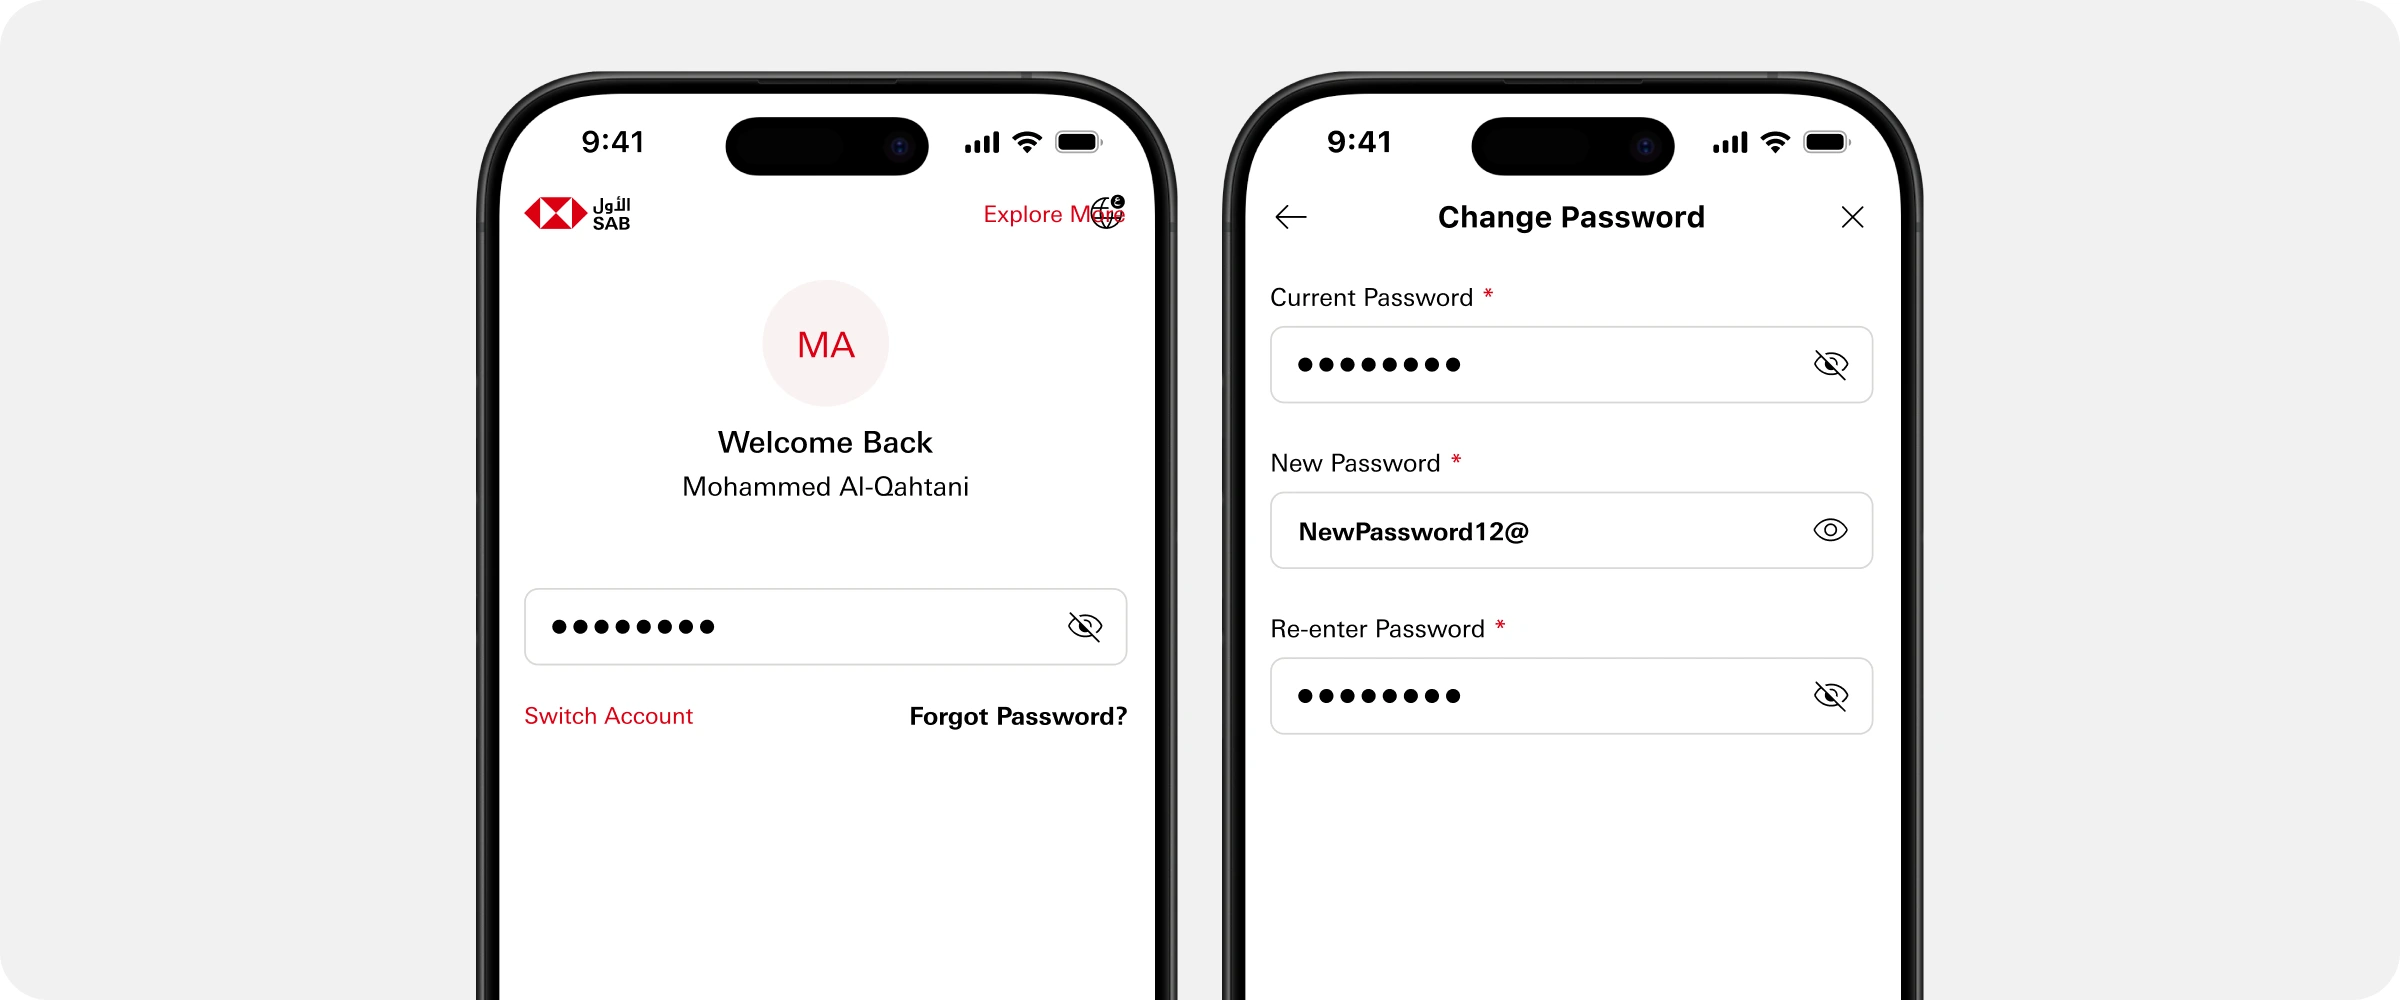 9:41
الأول
SAB
Explore More
MA
Welcome Back
Mohammed Al-Qahtani
●●●●●●●●
Switch Account
Forgot Password?
9:41
Change Password
Current Password *
●●●●●●●●
New Password *
NewPassword12@
Re-enter Password *
●●●●●●●●